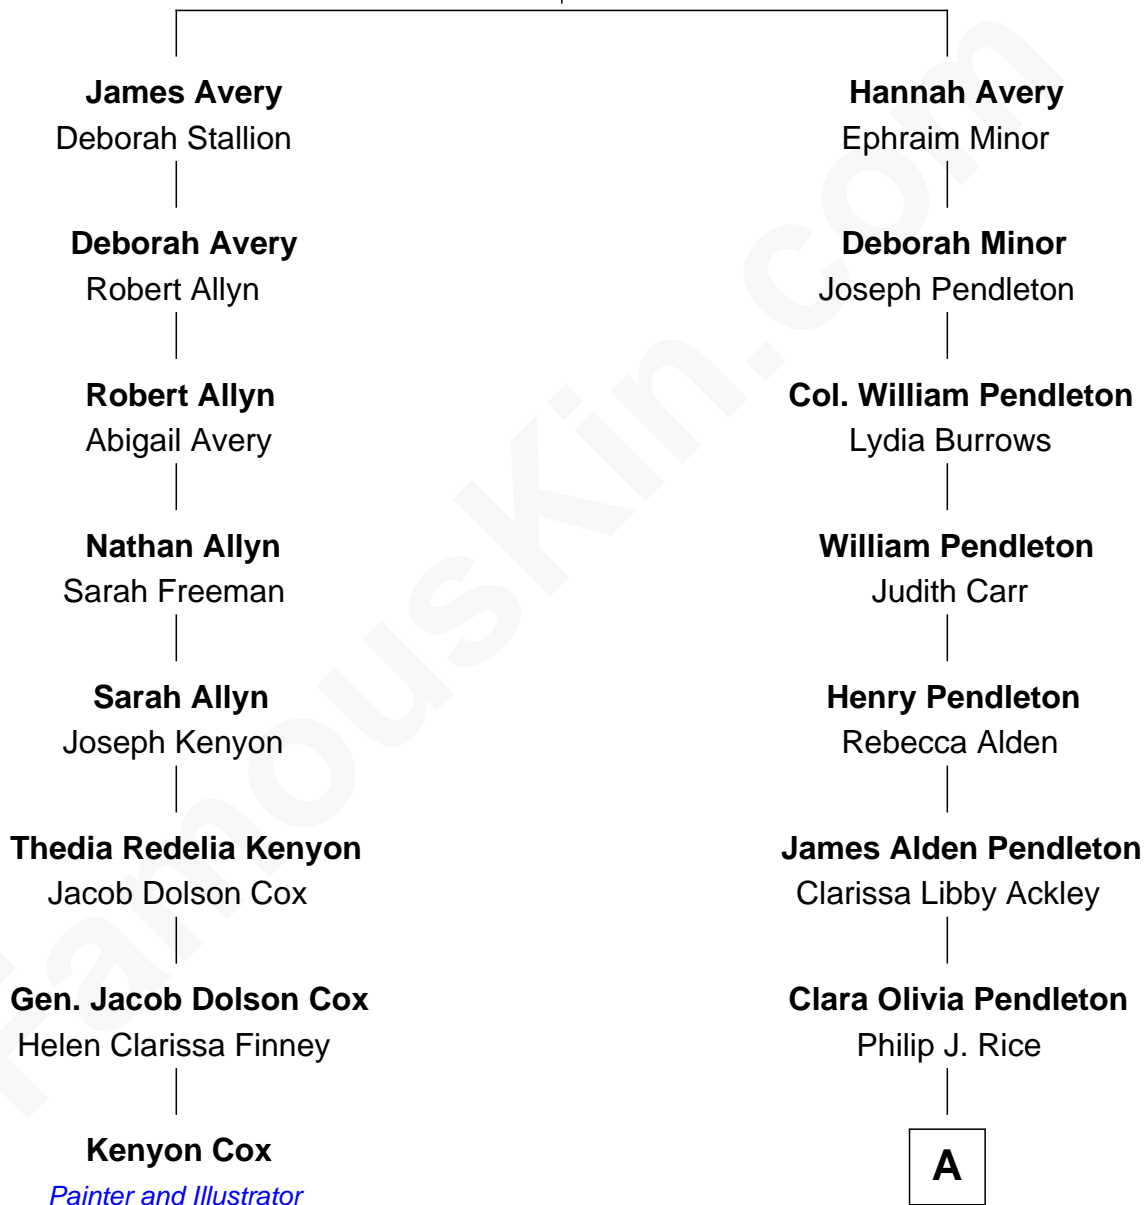 James Avery
Deborah Stallion
Deborah Avery
Robert Allyn
Robert Allyn
Abigail Avery
Nathan Allyn
Sarah Freeman
Sarah Allyn
Joseph Kenyon
Thedia Redelia Kenyon
Jacob Dolson Cox
Gen. Jacob Dolson Cox
Helen Clarissa Finney
Kenyon Cox
Painter and Illustrator
Hannah Avery
Ephraim Minor
Deborah Minor
Joseph Pendleton
Col. William Pendleton
Lydia Burrows
William Pendleton
Judith Carr
Henry Pendleton
Rebecca Alden
James Alden Pendleton
Clarissa Libby Ackley
Clara Olivia Pendleton
Philip J. Rice
A
FamousKin.com